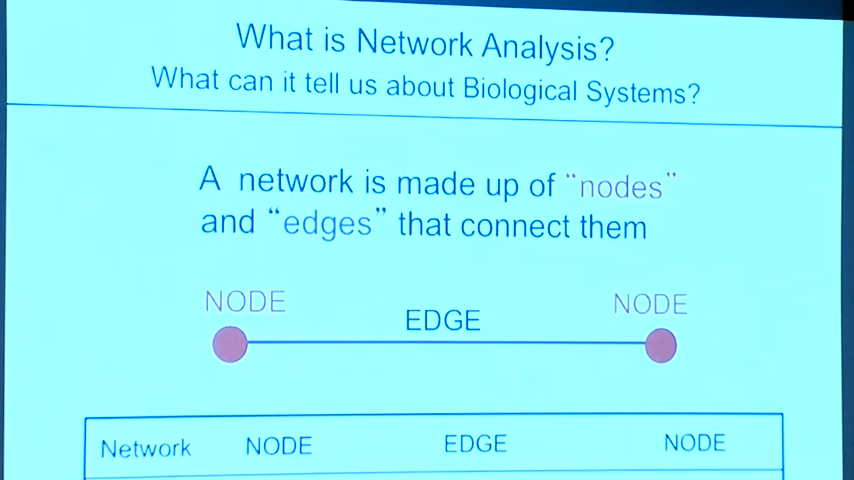 What is Network Analysis?
What can it tell us about Biological Systems?
A network is made up of “nodes”
and “edges” that connect them
NODE EDGE NODE
Network NODE EDGE NODE